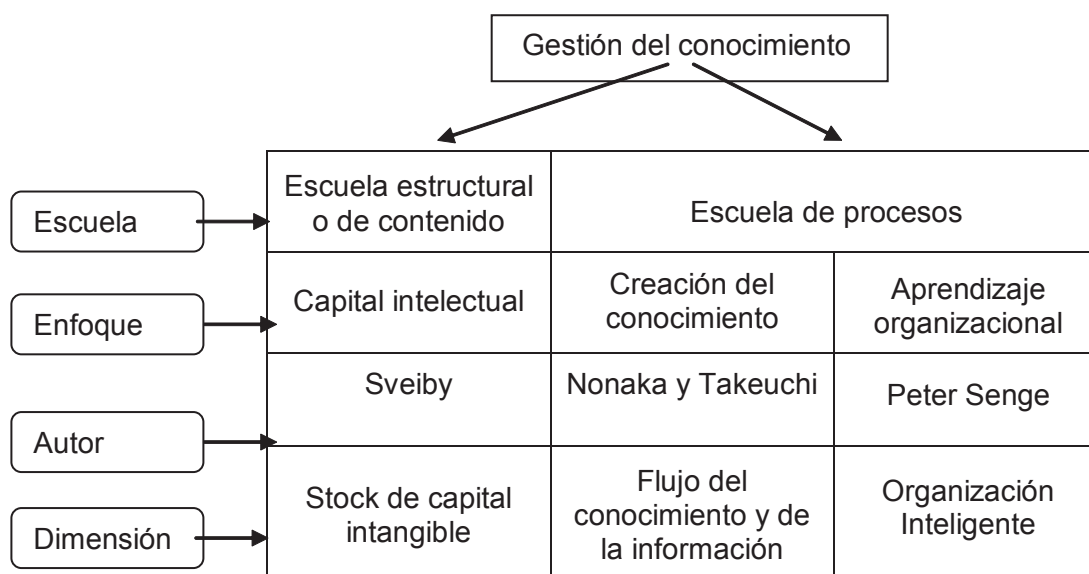 Gestión del conocimiento
Escuela
Escuela estructural
o de contenido
Escuela de procesos
Enfoque
Capital intelectual
Creación del
conocimiento
Aprendizaje
organizacional
Autor
Sveiby
Nonaka y Takeuchi
Peter Senge
Dimensión
Stock de capital
intangible
Flujo del
conocimiento y de
la información
Organización
Inteligente